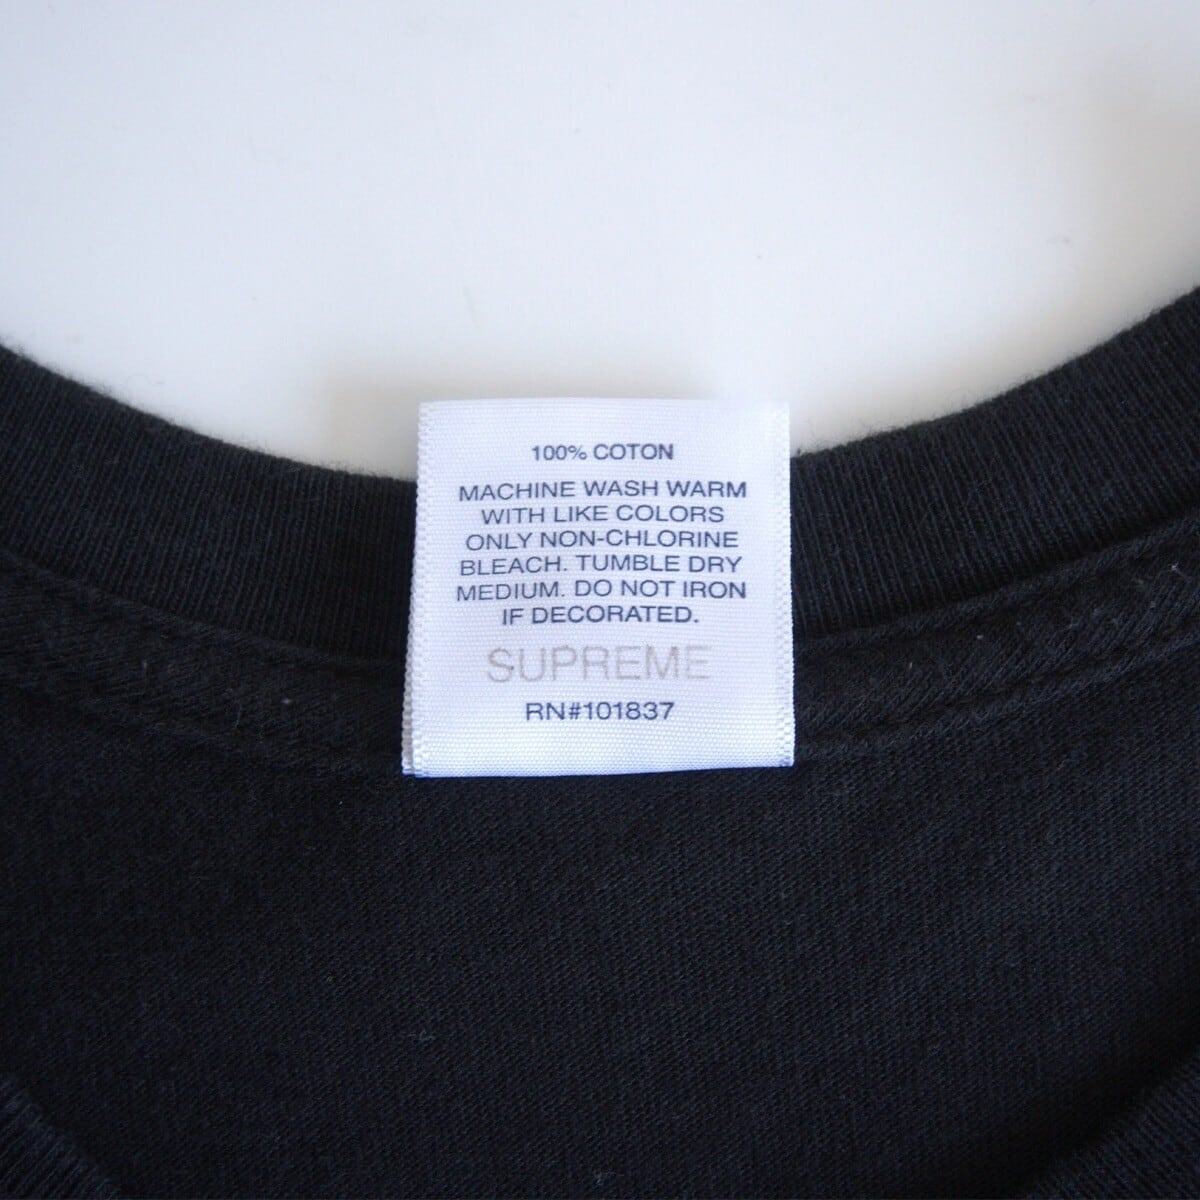 100% COTON
MACHINE WASH WARM
WITH LIKE COLORS
ONLY NON-CHLORINE
BLEACH. TUMBLE DRY
MEDIUM. DO NOT IRON
IF DECORATED.
SUPREME
RN#101837